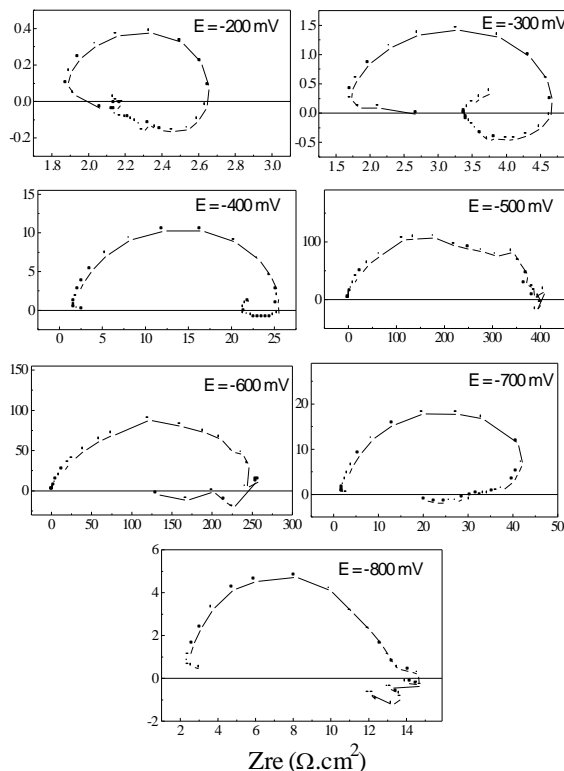 E = -200 mV
0.4
0.2
0.0
-0.2
1.8 2.0 2.2 2.4 2.6 2.8 3.0
E = -300 mV
1.5
1.0
0.5
0.0
-0.5
1.5 2.0 2.5 3.0 3.5 4.0 4.5
E = -400 mV
15
10
5
0
0 5 10 15 20 25 30
E = -500 mV
100
0
0 100 200 300 400
E = -600 mV
150
100
50
0
0 50 100 150 200 250 300
E = -700 mV
20
10
0
0 10 20 30 40 50
E = -800 mV
6
4
2
0
-2
2 4 6 8 10 12 14
Zre (Ω.cm²)